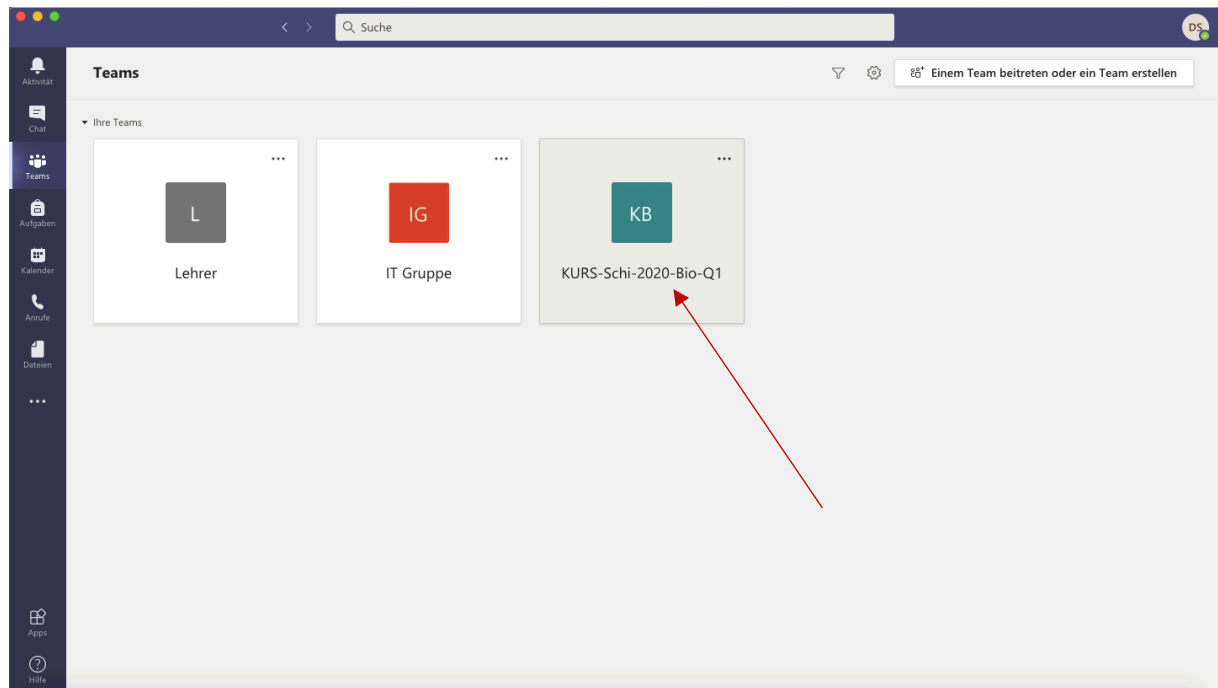 Suche
DS
Aktivität
Chat
Teams
Aufgaben
Kalender
Anrufe
Dateien
Apps
Hilfe
Teams
Einem Team beitreten oder ein Team erstellen
Ihre Teams
L
Lehrer
IG
IT Gruppe
KB
KURS-Schi-2020-Bio-Q1